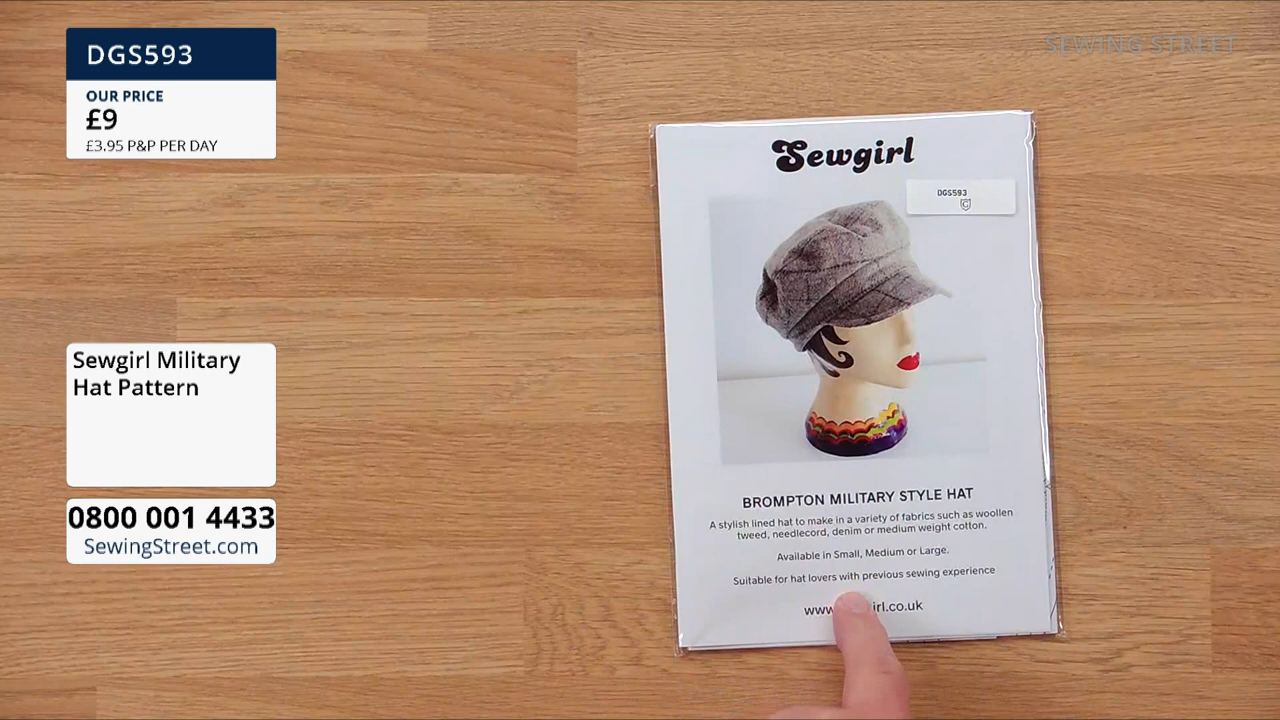 DGS593
OUR PRICE
£9
£3.95 P&P PER DAY
SEWING STREET
Sewgirl Military
Hat Pattern
0800 001 4433
SewingStreet.com
Sewgirl
DGS593
BROMPTON MILITARY STYLE HAT
A stylish lined hat to make in a variety of fabrics such as woollen
tweed, needlecord, denim or medium weight cotton.
Available in Small, Medium or Large.
Suitable for hat lovers with previous sewing experience